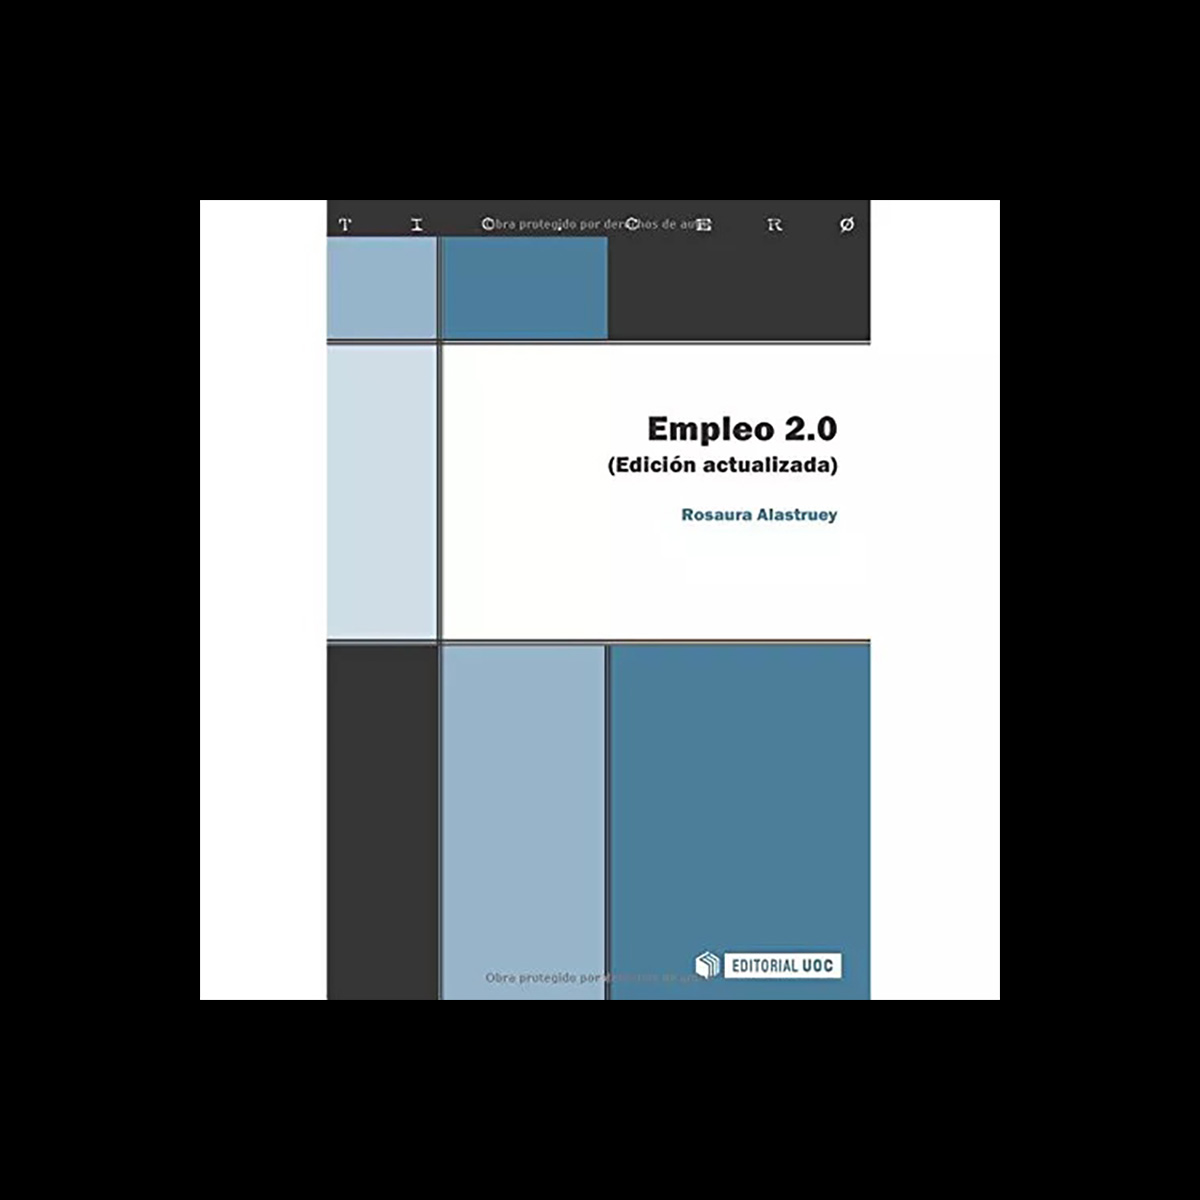 T I C . C E R Ø
Obra protegido por derechos de autor
Empleo 2.0
(Edición actualizada)
Rosaura Alastruey
EDITORIAL UOC
Obra protegido por derechos de autor